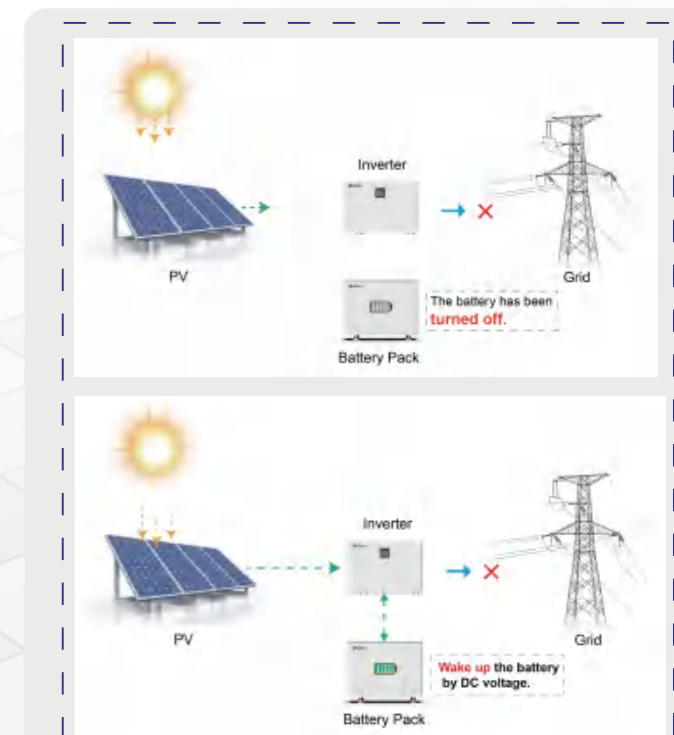 Inverter
PV
Grid
The battery has been
turned off.
Battery Pack
Inverter
PV
Grid
Wake up the battery
by DC voltage.
Battery Pack